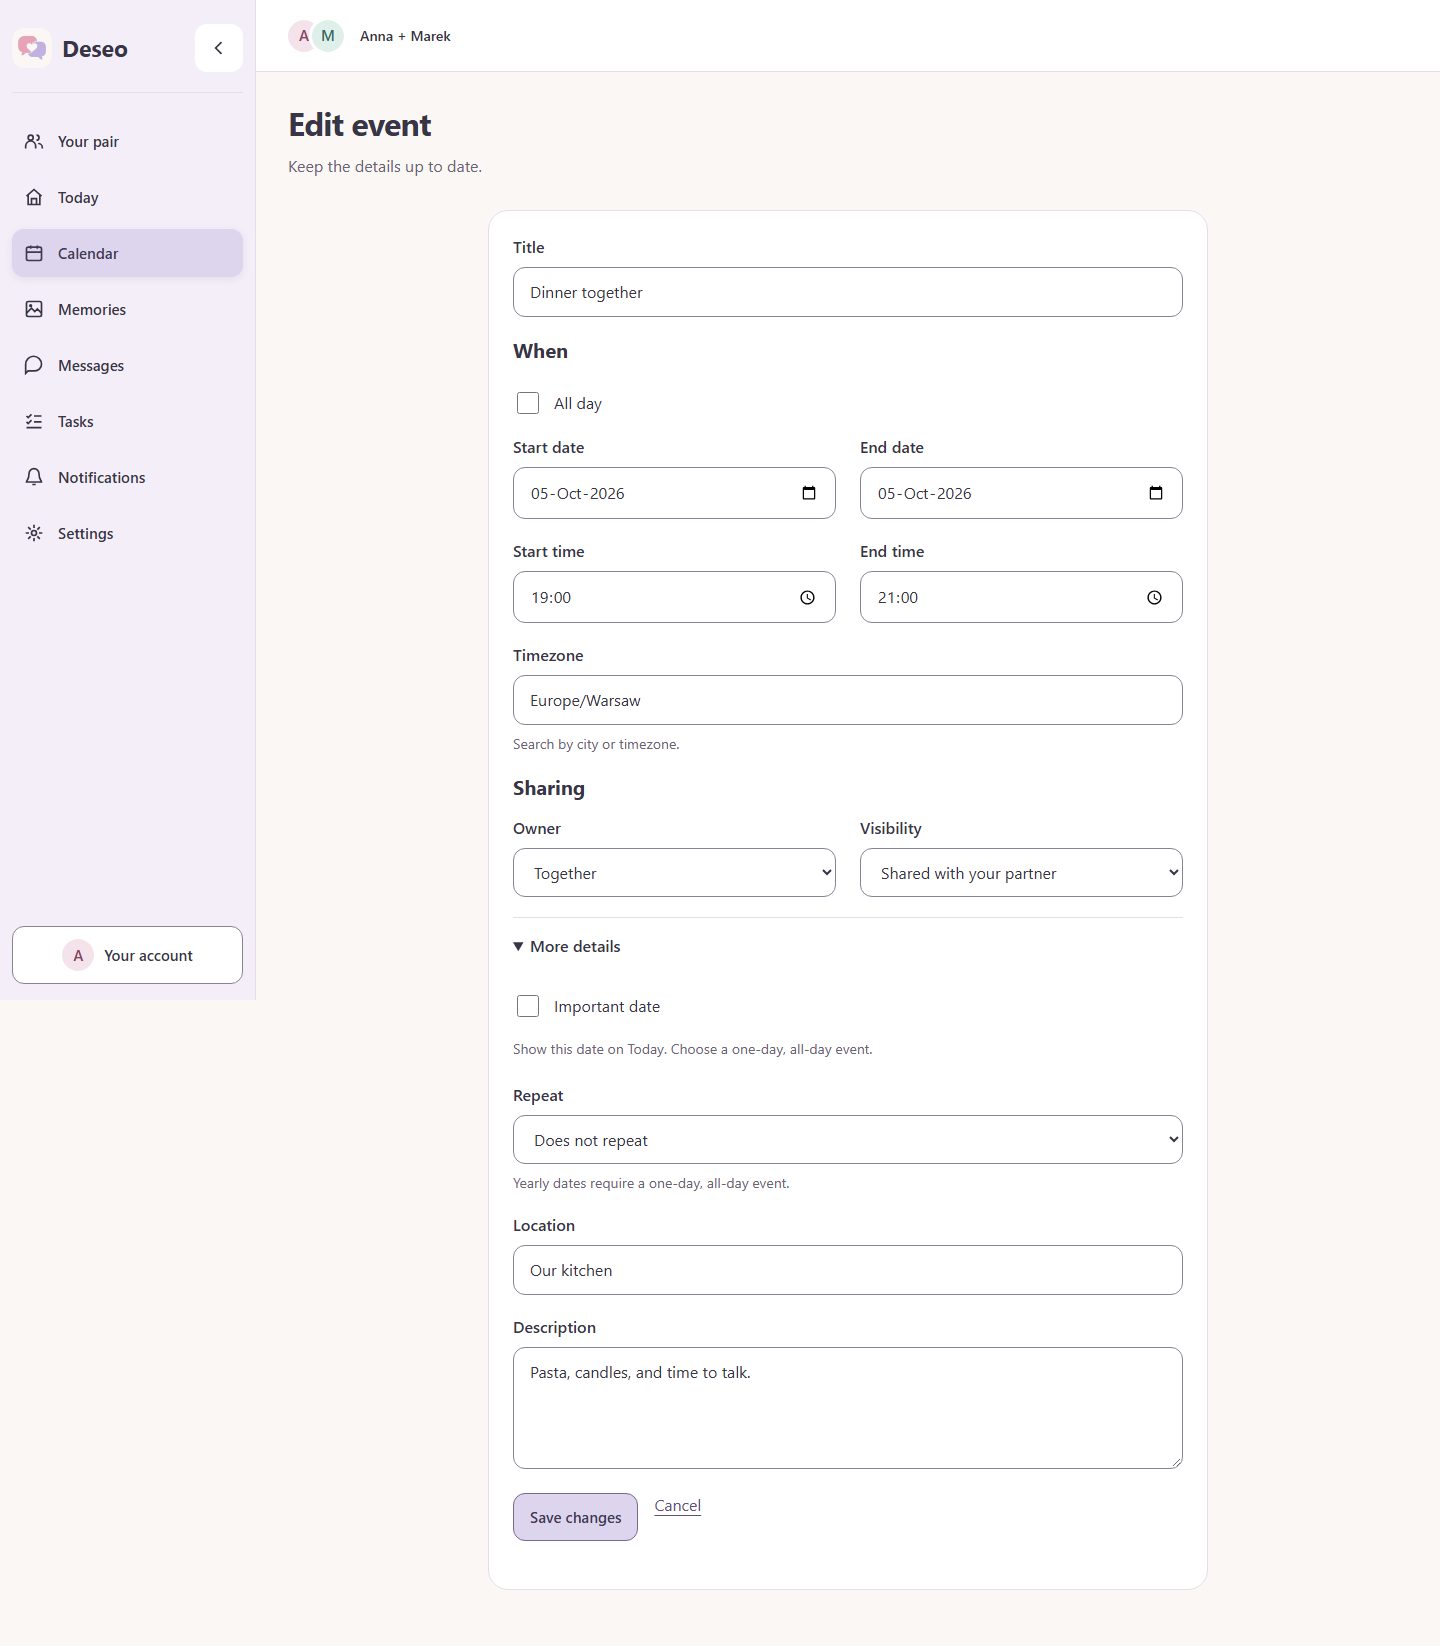 Deseo
Your pair
Today
Calendar
Memories
Messages
Tasks
Notifications
Settings
A Your account
A M Anna + Marek
Edit event
Keep the details up to date.
Title
Dinner together
When
All day
Start date End date
05-Oct-2026 05-Oct-2026
Start time End time
19:00 21:00
Timezone
Europe/Warsaw
Search by city or timezone.
Sharing
Owner Visibility
Together Shared with your partner
More details
Important date
Show this date on Today. Choose a one-day, all-day event.
Repeat
Does not repeat
Yearly dates require a one-day, all-day event.
Location
Our kitchen
Description
Pasta, candles, and time to talk.
Save changes Cancel